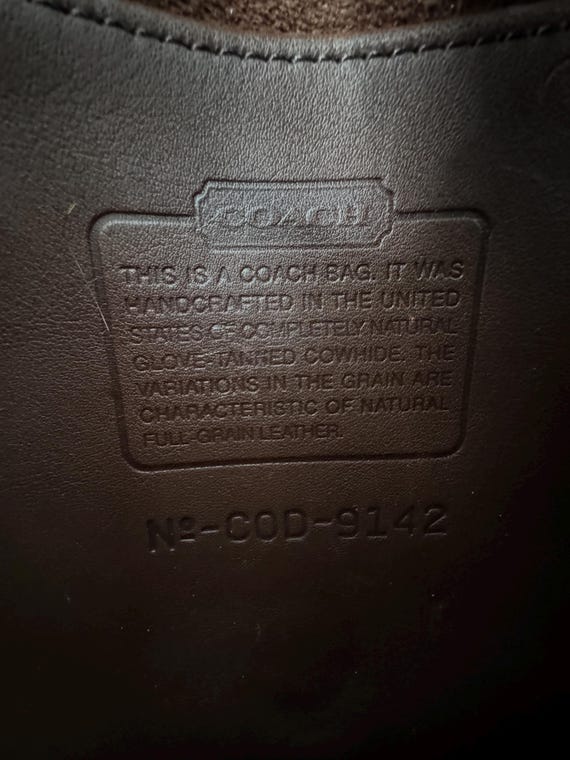 COACH
THIS IS A COACH BAG. IT WAS
HANDCRAFTED IN THE UNITED
STATES OF COMPLETELY NATURAL
GLOVE-TANNED COWHIDE. THE
VARIATIONS IN THE GRAIN ARE
CHARACTERISTIC OF NATURAL
FULL-GRAIN LEATHER.
Nº-COD-9142